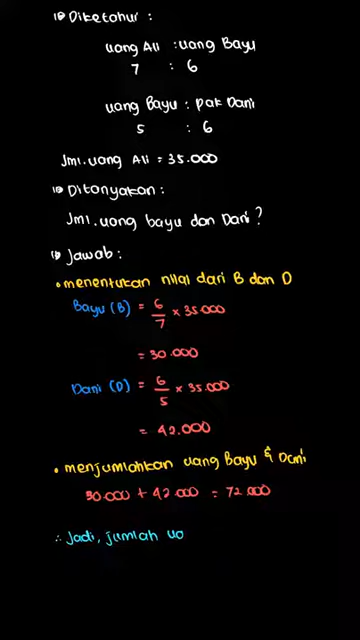 Diketahui :
uang Ali : uang Bayu
7 : 6
uang Bayu : pak Dani
5 : 6
Jml. uang Ali = 35.000
Ditanyakan :
Jml. uang bayu dan Dani ?
Jawab :
• menentukan nilai dari B dan D
Bayu (B) = 6/7 x 35.000
= 30.000
Dani (D) = 6/5 x 35.000
= 42.000
• menjumlahkan uang Bayu & Dani
30.000 + 42.000 = 72.000
∴ Jadi, jumlah ua